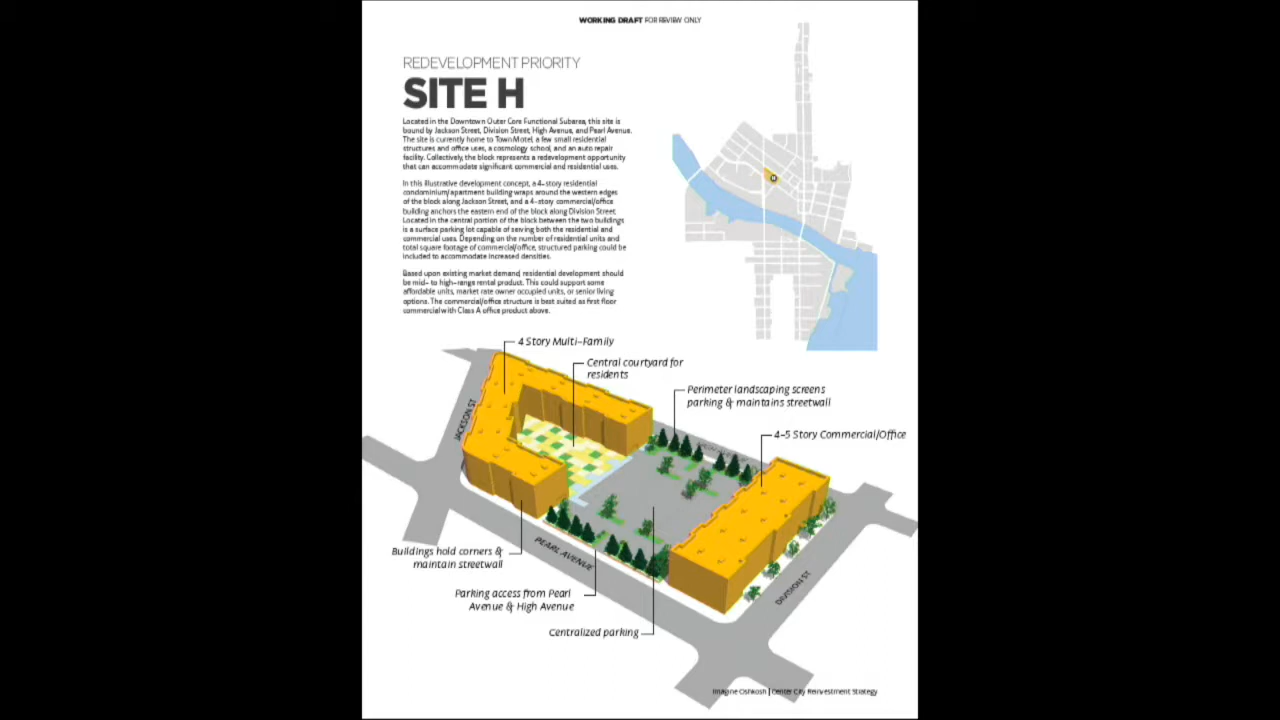 WORKING DRAFT FOR REVIEW ONLY
REDEVELOPMENT PRIORITY
SITE H
Located in the Downtown Outer Core Functional Subarea, this site is
bound by Jackson Street, Division Street, High Avenue, and Pearl Avenue.
The site is currently home to Town Motel, a few small residential
structures and office uses, a cosmology school, and an auto repair
facility. Collectively, the block represents a redevelopment opportunity
that can accommodate significant commercial and residential uses.
In this illustrative development concept, a 4-story residential
condominium/apartment building wraps around the western edges
of the block along Jackson Street, and a 4-story commercial/office
building anchors the eastern end of the block along Division Street.
Located in the central portion of the block between the two buildings
is a surface parking lot capable of serving both the residential and
commercial uses. Depending on the number of residential units and
total square footage of commercial/office, structured parking could be
included to accommodate increased densities.
Based upon existing market demand, residential development should
be mid- to high-range rental product. This could support some
affordable units, market rate owner occupied units, or senior living
options. The commercial/office structure is best suited as first floor
commercial with Class A office product above.
H
4 Story Multi-Family
Central courtyard for
residents
Perimeter landscaping screens
parking & maintains streetwall
4-5 Story Commercial/Office
JACKSON ST
Buildings hold corners &
maintain streetwall
PEARL AVENUE
DIVISION ST
Parking access from Pearl
Avenue & High Avenue
Centralized parking
Imagine Oshkosh | Center City Reinvestment Strategy